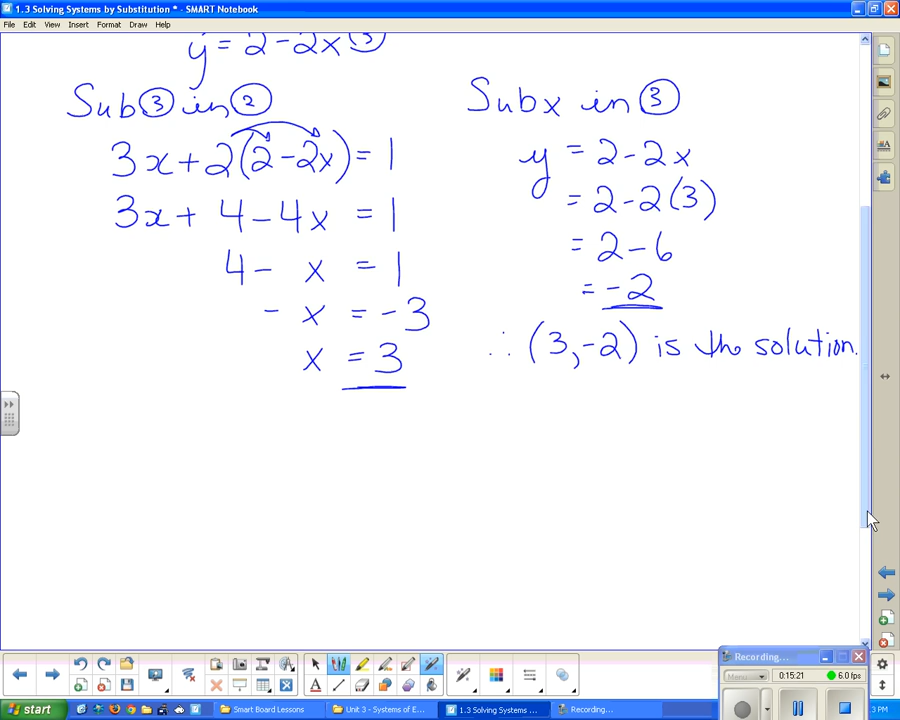 1.3 Solving Systems by Substitution * - SMART Notebook
File Edit View Insert Format Draw Help
y = 2 - 2x ③
Sub ③ in ②
3x + 2(2 - 2x) = 1
3x + 4 - 4x = 1
4 - x = 1
- x = -3
x = 3
Sub x in ③
y = 2 - 2x
= 2 - 2(3)
= 2 - 6
= -2
∴ (3, -2) is the solution.
Recording...
Menu 0:15:21 6.0 fps
start
Smart Board Lessons
Unit 3 - Systems of E...
1.3 Solving Systems ...
Recording...
3 PM